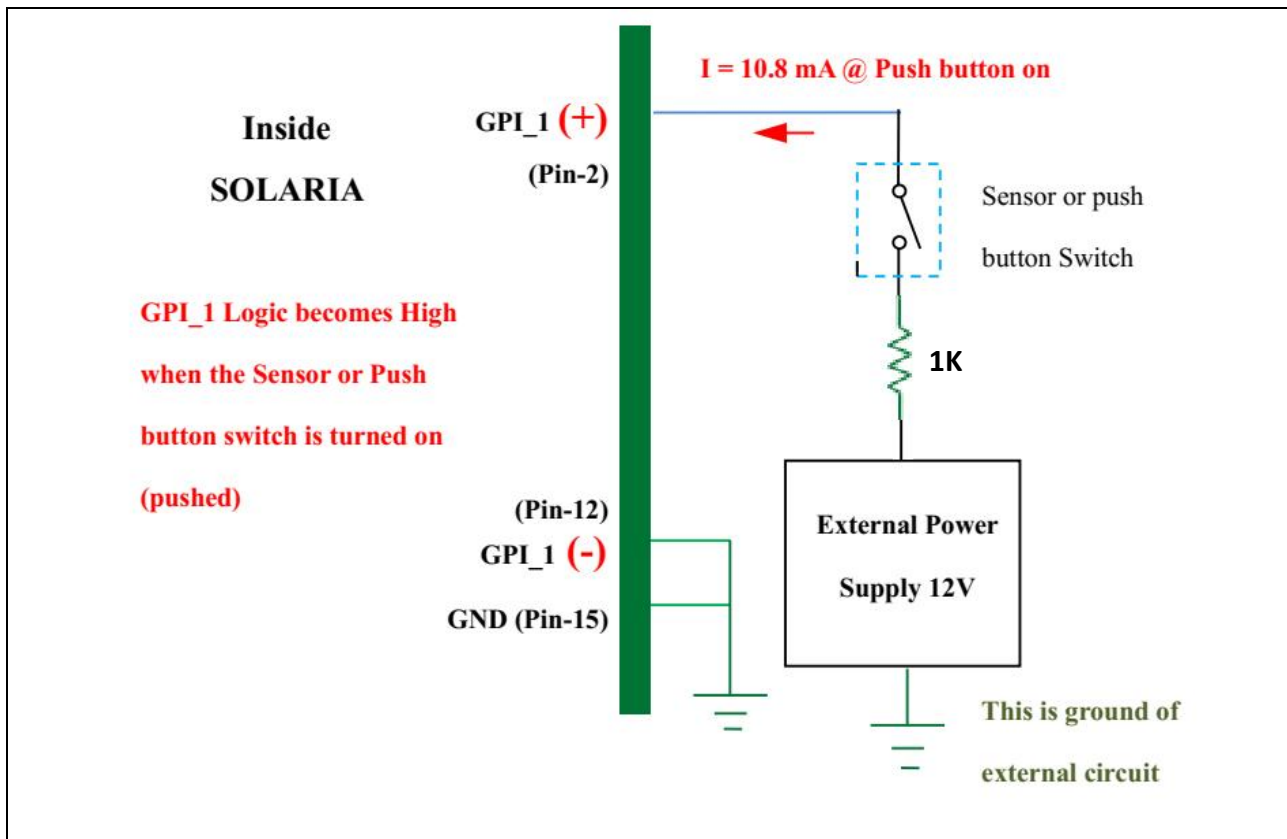 I = 10.8 mA @ Push button on
Inside
SOLARIA
GPI_1 (+)
(Pin-2)
Sensor or push
button Switch
GPI_1 Logic becomes High
when the Sensor or Push
button switch is turned on
(pushed)
1K
(Pin-12)
GPI_1 (-)
GND (Pin-15)
External Power
Supply 12V
This is ground of
external circuit